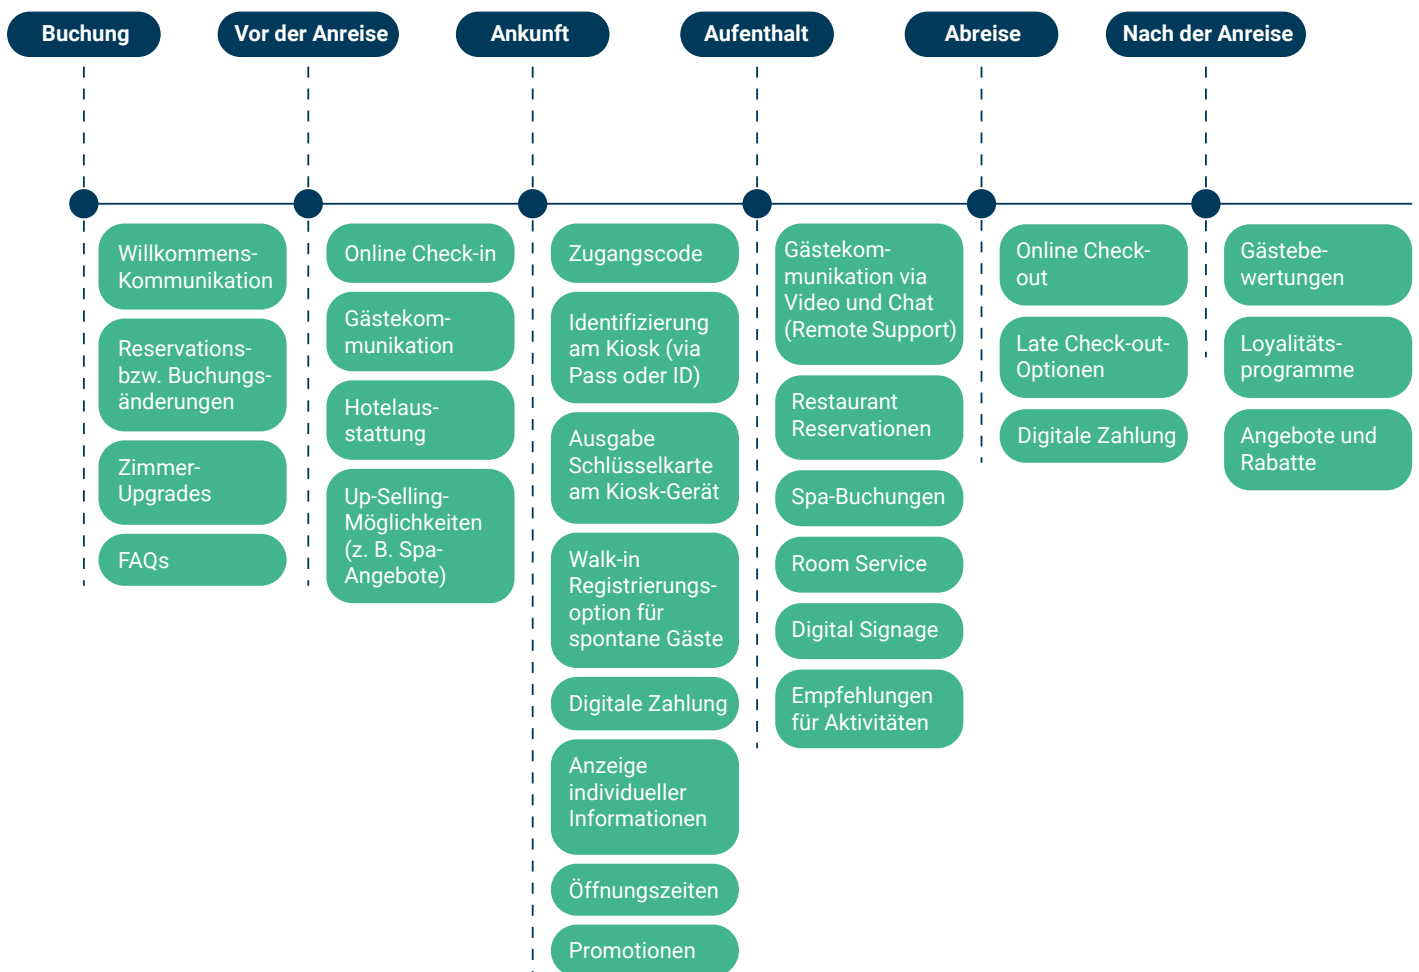 Buchung
Vor der Anreise
Ankunft
Aufenthalt
Abreise
Nach der Anreise
Willkommens-
Kommunikation
Reservations-
bzw. Buchungs-
änderungen
Zimmer-
Upgrades
FAQs
Online Check-in
Gästekom-
munikation
Hotelaus-
stattung
Up-Selling-
Möglichkeiten
(z. B. Spa-
Angebote)
Zugangscode
Identifizierung
am Kiosk (via
Pass oder ID)
Ausgabe
Schlüsselkarte
am Kiosk-Gerät
Walk-in
Registrierungs-
option für
spontane Gäste
Digitale Zahlung
Anzeige
individueller
Informationen
Öffnungszeiten
Promotionen
Gästekom-
munikation via
Video und Chat
(Remote Support)
Restaurant
Reservationen
Spa-Buchungen
Room Service
Digital Signage
Empfehlungen
für Aktivitäten
Online Check-
out
Late Check-out-
Optionen
Digitale Zahlung
Gästebe-
wertungen
Loyalitäts-
programme
Angebote und
Rabatte